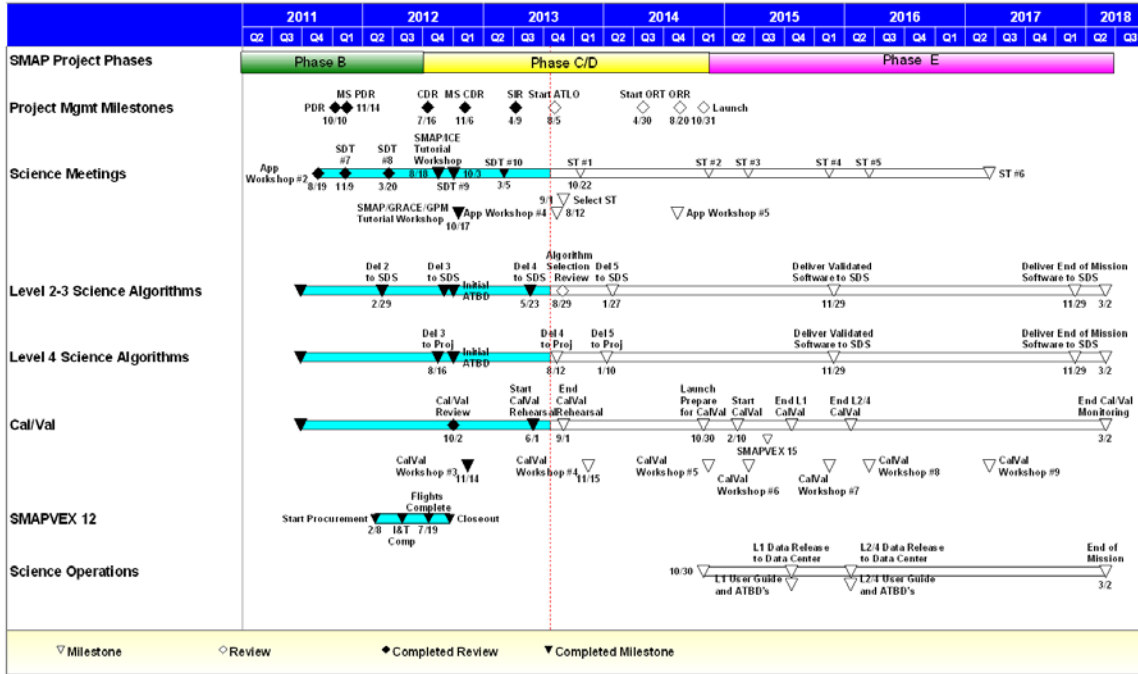 2011 2012 2013 2014 2015 2016 2017 2018
Q2 Q3 Q4 Q1 Q2 Q3 Q4 Q1 Q2 Q3 Q4 Q1 Q2 Q3 Q4 Q1 Q2 Q3 Q4 Q1 Q2 Q3 Q4 Q1 Q2 Q3 Q4 Q1 Q2 Q3
SMAP Project Phases
Phase B
Phase C/D
Phase E
Project Mgmt Milestones
MS PDR
CDR
MS CDR
SIR
Start ATLO
Start ORT
ORR
PDR
11/14
Launch
10/10
7/16
11/6
4/9
8/5
4/30
8/20
10/31
Science Meetings
App
Workshop #2
8/19
SDT
#7
11/9
SDT
#8
3/20
SMAP/ICE
Tutorial
Workshop
8/18
SDT #9
10/3
SDT #10
3/5
ST #1
10/22
ST #2
ST #3
ST #4
ST #5
ST #6
9/1
Select ST
SMAP/GRACE/GPM
Tutorial Workshop
10/17
App Workshop #4
8/12
App Workshop #5
Level 2-3 Science Algorithms
Del 2
to SDS
2/29
Del 3
to SDS
Initial
ATBD
Del 4
to SDS
5/23
Algorithm
Selection
Review
8/29
Del 5
to SDS
1/27
Deliver Validated
Software to SDS
11/29
Deliver End of Mission
Software to SDS
11/29
3/2
Level 4 Science Algorithms
Del 3
to Proj
8/16
Initial
ATBD
Del 4
to Proj
8/12
Del 5
to Proj
1/10
Deliver Validated
Software to SDS
11/29
Deliver End of Mission
Software to SDS
11/29
3/2
Cal/Val
Cal/Val
Review
10/2
Start
CalVal
Rehearsal
6/1
End
CalVal
Rehearsal
9/1
Launch
Prepare
for CalVal
10/30
Start
CalVal
2/10
SMAPVEX 15
End L1
CalVal
End L2/4
CalVal
End Cal/Val
Monitoring
3/2
CalVal
Workshop #3
11/14
CalVal
Workshop #4
11/15
CalVal
Workshop #5
CalVal
Workshop #6
CalVal
Workshop #7
CalVal
Workshop #8
CalVal
Workshop #9
SMAPVEX 12
Start Procurement
2/8
I&T
Comp
Flights
Complete
7/19
Closeout
Science Operations
10/30
L1 Data Release
to Data Center
L1 User Guide
and ATBD's
L2/4 Data Release
to Data Center
L2/4 User Guide
and ATBD's
End of
Mission
3/2
Milestone
Review
Completed Review
Completed Milestone